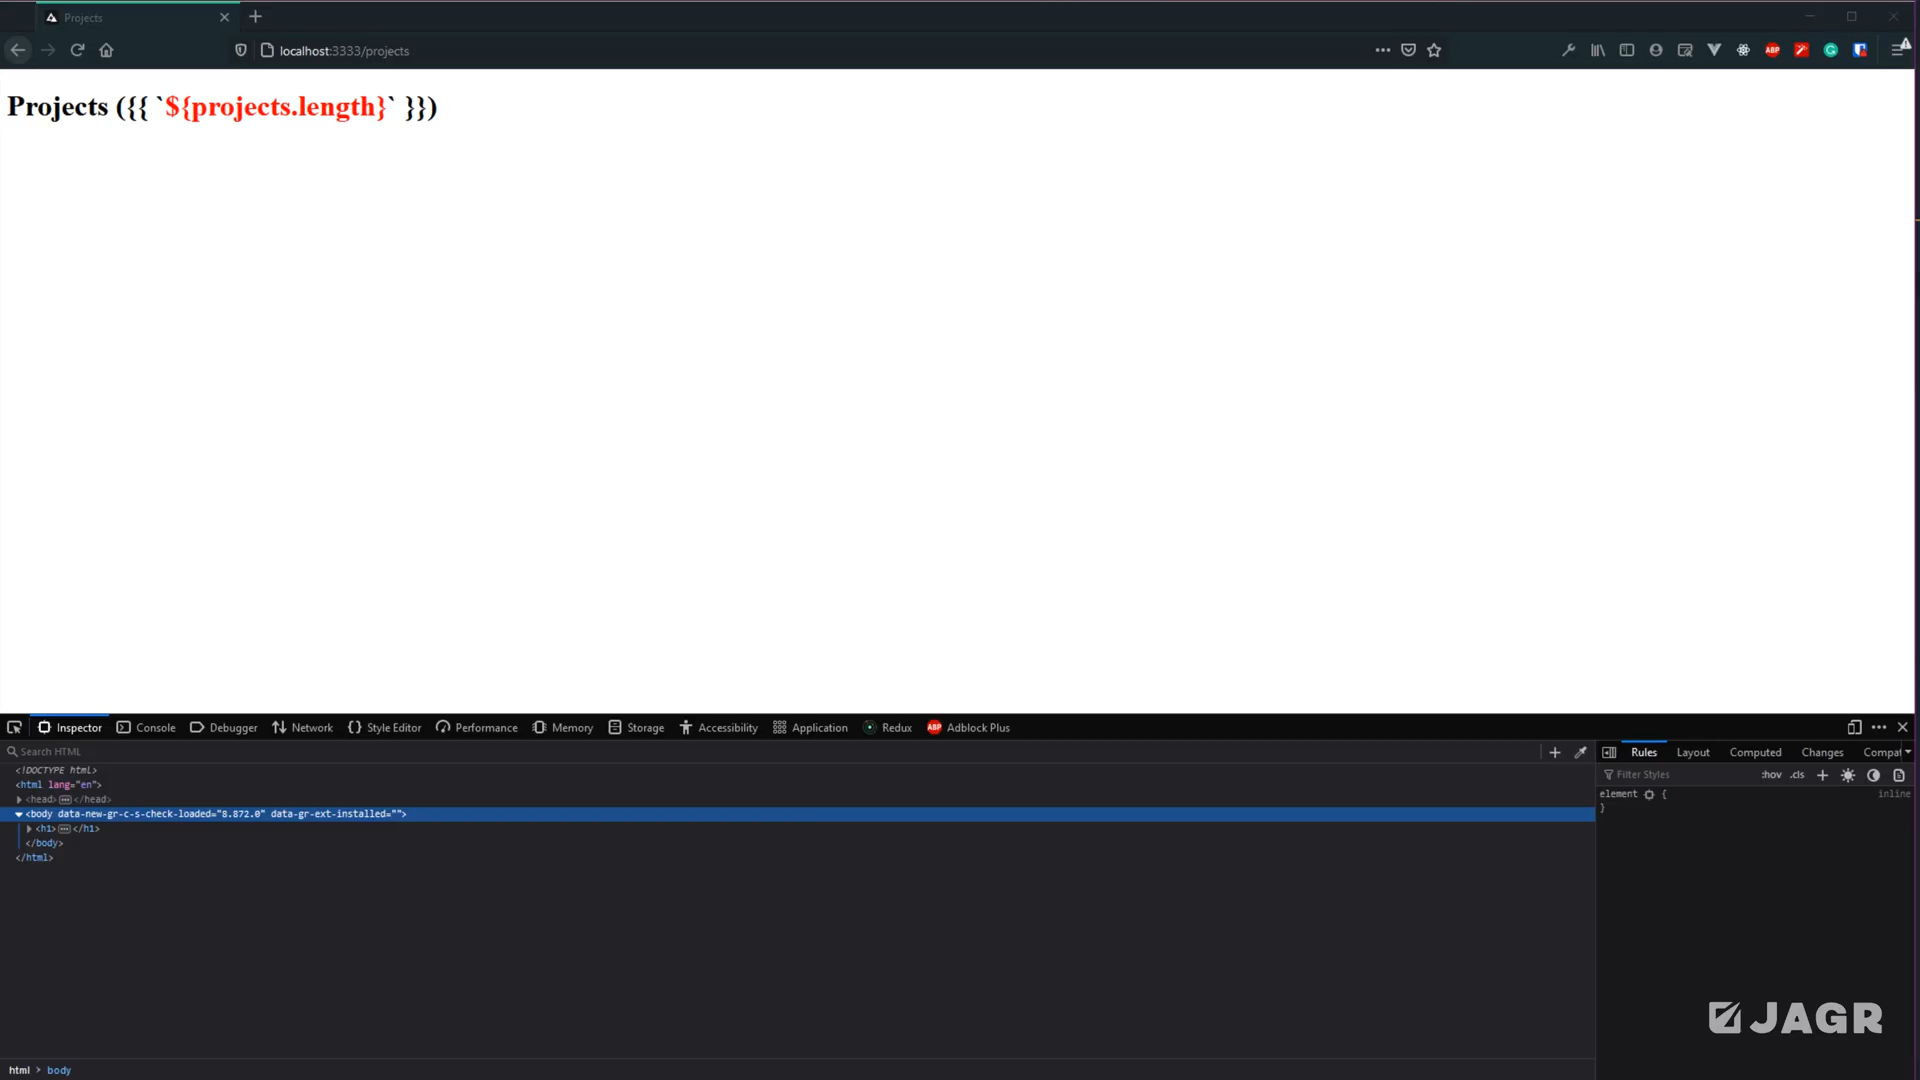 Projects
localhost:3333/projects
ABP
Projects ({{ `${projects.length}` }})
Inspector
Console
Debugger
Network
Style Editor
Performance
Memory
Storage
Accessibility
Application
Redux
ABP
Adblock Plus
Search HTML
Rules
Layout
Computed
Changes
Compat
Filter Styles
:hov
.cls
<!DOCTYPE html>
<html lang="en">
<head> </head>
<body data-new-gr-c-s-check-loaded="8.872.0" data-gr-ext-installed="">
<h1> </h1>
</body>
</html>
element {
inline
}
JAGR
html > body